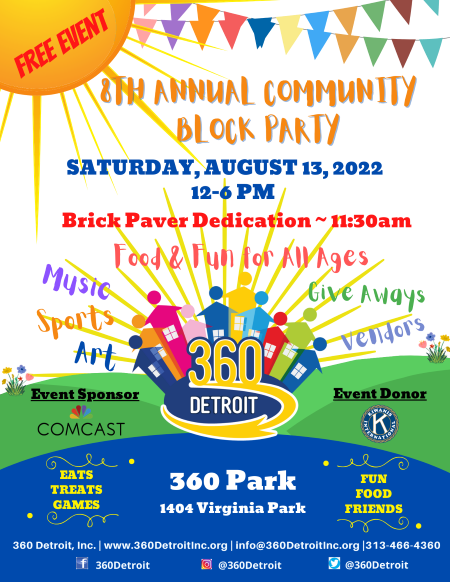 FREE EVENT
8TH ANNUAL COMMUNITY
BLOCK PARTY
SATURDAY, AUGUST 13, 2022
12-6 PM
Brick Paver Dedication ~ 11:30am
Food & Fun for All Ages
Music
Sports
Art
Give Aways
Vendors
360
DETROIT
Event Sponsor
COMCAST
Event Donor
KIWANIS
K
INTERNATIONAL
EATS
TREATS
GAMES
360 Park
1404 Virginia Park
FUN
FOOD
FRIENDS
360 Detroit, Inc. | www.360DetroitInc.org | info@360DetroitInc.org |313-466-4360
360Detroit
@360Detroit
@360Detroit